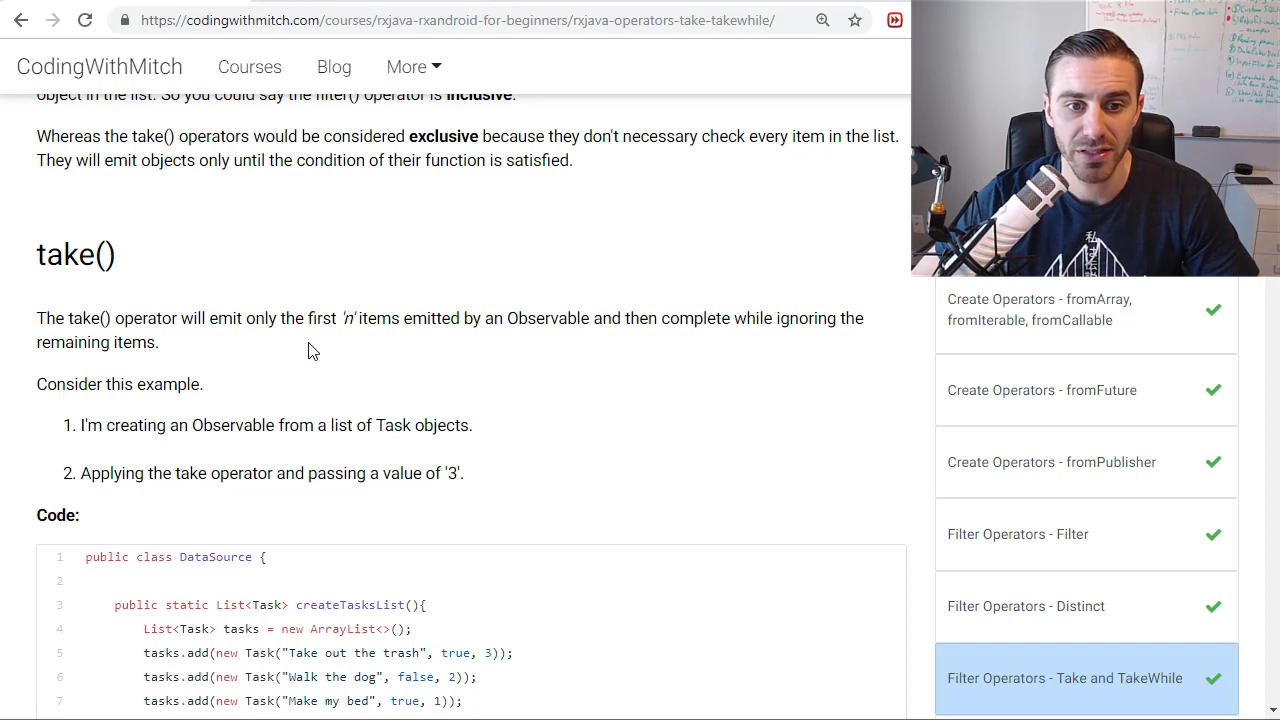 https://codingwithmitch.com/courses/rxjava-rxandroid-for-beginners/rxjava-operators-take-takewhile/
CodingWithMitch
Courses
Blog
More
object in the list. So you could say the filter() operator is inclusive.
Whereas the take() operators would be considered exclusive because they don't necessary check every item in the list.
They will emit objects only until the condition of their function is satisfied.
take()
The take() operator will emit only the first 'n' items emitted by an Observable and then complete while ignoring the
remaining items.
Consider this example.
1. I'm creating an Observable from a list of Task objects.
2. Applying the take operator and passing a value of '3'.
Code:
1 public class DataSource {
2
3 public static List<Task> createTasksList(){
4 List<Task> tasks = new ArrayList<>();
5 tasks.add(new Task("Take out the trash", true, 3));
6 tasks.add(new Task("Walk the dog", false, 2));
7 tasks.add(new Task("Make my bed", true, 1));
Create Operators - fromArray,
fromIterable, fromCallable
Create Operators - fromFuture
Create Operators - fromPublisher
Filter Operators - Filter
Filter Operators - Distinct
Filter Operators - Take and TakeWhile